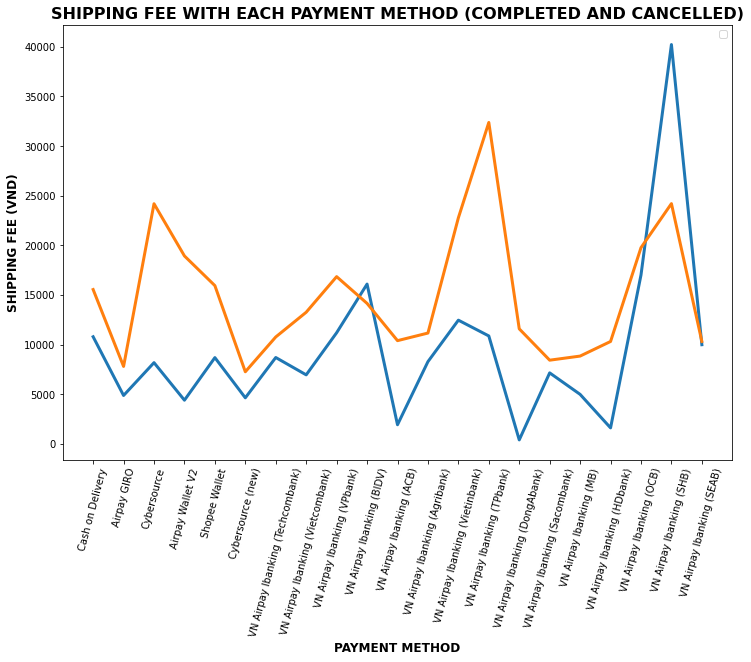 SHIPPING FEE WITH EACH PAYMENT METHOD (COMPLETED AND CANCELLED)
SHIPPING FEE (VND)
40000
35000
30000
25000
20000
15000
10000
5000
0
Cash on Delivery
Airpay GIRO
Cybersource
Airpay Wallet V2
Shopee Wallet
Cybersource (new)
VN Airpay Ibanking (Techcombank)
VN Airpay Ibanking (Vietcombank)
VN Airpay Ibanking (VPbank)
VN Airpay Ibanking (BIDV)
VN Airpay Ibanking (ACB)
VN Airpay Ibanking (Agribank)
VN Airpay Ibanking (Vietinbank)
VN Airpay Ibanking (TPbank)
VN Airpay Ibanking (DongAbank)
VN Airpay Ibanking (Sacombank)
VN Airpay Ibanking (MB)
VN Airpay Ibanking (HDbank)
VN Airpay Ibanking (OCB)
VN Airpay Ibanking (SHB)
VN Airpay Ibanking (SEAB)
PAYMENT METHOD